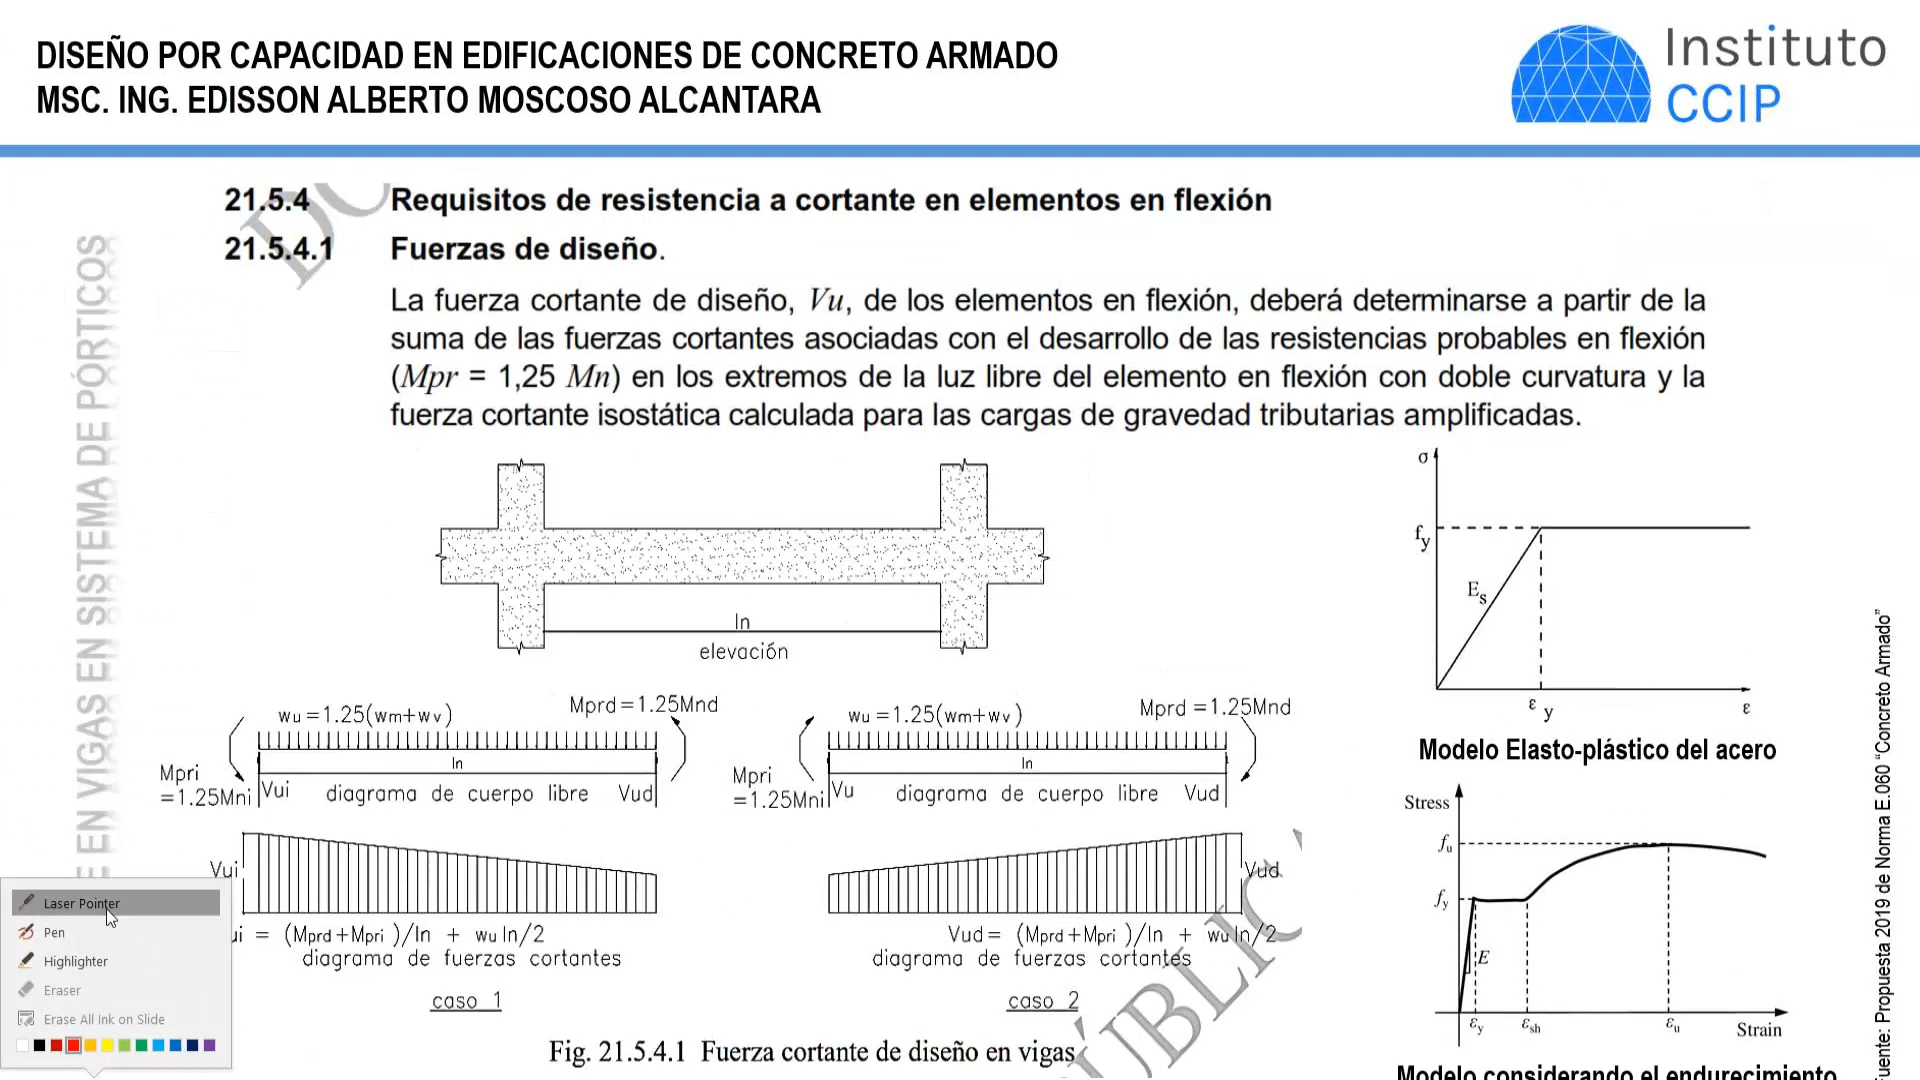 DISEÑO POR CAPACIDAD EN EDIFICACIONES DE CONCRETO ARMADO
MSC. ING. EDISSON ALBERTO MOSCOSO ALCANTARA
Instituto
CCIP
21.5.4 Requisitos de resistencia a cortante en elementos en flexión
21.5.4.1 Fuerzas de diseño.
La fuerza cortante de diseño, Vu, de los elementos en flexión, deberá determinarse a partir de la
suma de las fuerzas cortantes asociadas con el desarrollo de las resistencias probables en flexión
(Mpr = 1,25 Mn) en los extremos de la luz libre del elemento en flexión con doble curvatura y la
fuerza cortante isostática calculada para las cargas de gravedad tributarias amplificadas.
EN VIGAS EN SISTEMA DE PÓRTICOS
ln
elevación
wu=1.25(wm+wv)
Mprd=1.25Mnd
Mpri
=1.25Mni
ln
Vui diagrama de cuerpo libre Vud
Vui
ui = (Mprd+Mpri )/ln + wu ln/2
diagrama de fuerzas cortantes
caso 1
wu=1.25(wm+wv)
Mprd =1.25Mnd
Mpri
=1.25Mni
ln
Vu diagrama de cuerpo libre Vud
Vud
Vud= (Mprd+Mpri )/ln + wu ln/2
diagrama de fuerzas cortantes
caso 2
Fig. 21.5.4.1 Fuerza cortante de diseño en vigas
σ
fy
Es
ε y
ε
Modelo Elasto-plástico del acero
Stress
fu
fy
E
εy
εsh
εu
Strain
Modelo considerando el endurecimiento
uente: Propuesta 2019 de Norma E.060 “Concreto Armado”
Laser Pointer
Pen
Highlighter
Eraser
Erase All Ink on Slide